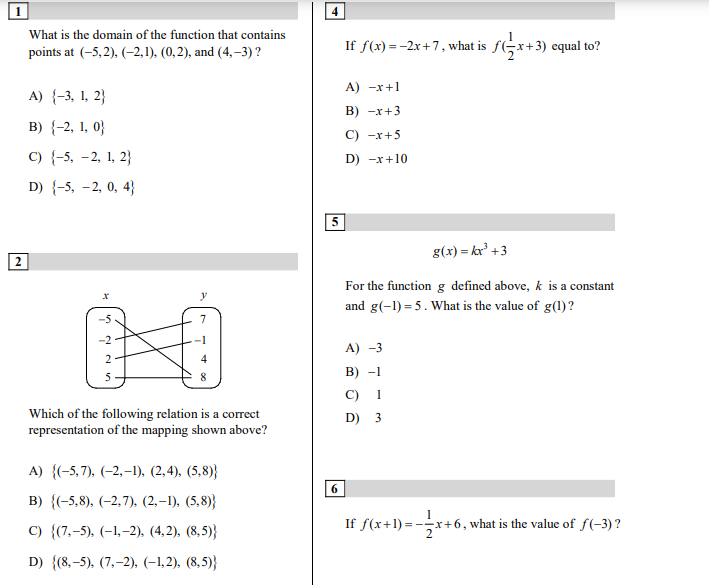 1
What is the domain of the function that contains
points at (−5,2), (−2,1), (0,2), and (4,−3) ?
A) {−3, 1, 2}
B) {−2, 1, 0}
C) {−5, −2, 1, 2}
D) {−5, −2, 0, 4}
2
x y
−5 7
−2 −1
2 4
5 8
Which of the following relation is a correct
representation of the mapping shown above?
A) {(−5,7), (−2,−1), (2,4), (5,8)}
B) {(−5,8), (−2,7), (2,−1), (5,8)}
C) {(7,−5), (−1,−2), (4,2), (8,5)}
D) {(8,−5), (7,−2), (−1,2), (8,5)}
4
If f(x) = −2x+7, what is f(1/2 x+3) equal to?
A) −x+1
B) −x+3
C) −x+5
D) −x+10
5
g(x) = kx³ +3
For the function g defined above, k is a constant
and g(−1) = 5. What is the value of g(1)?
A) −3
B) −1
C) 1
D) 3
6
If f(x+1) = −1/2 x+6, what is the value of f(−3)?